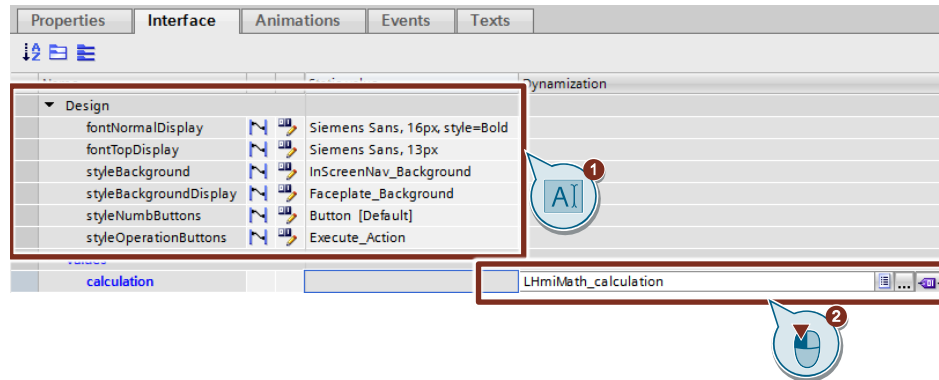 Properties Interface Animations Events Texts
Dynamization
Design
fontNormalDisplay Siemens Sans, 16px, style=Bold
fontTopDisplay Siemens Sans, 13px
styleBackground InScreenNav_Background
styleBackgroundDisplay Faceplate_Background
styleNumbButtons Button [Default]
styleOperationButtons Execute_Action
1
A
calculation LHmiMath_calculation
...
2